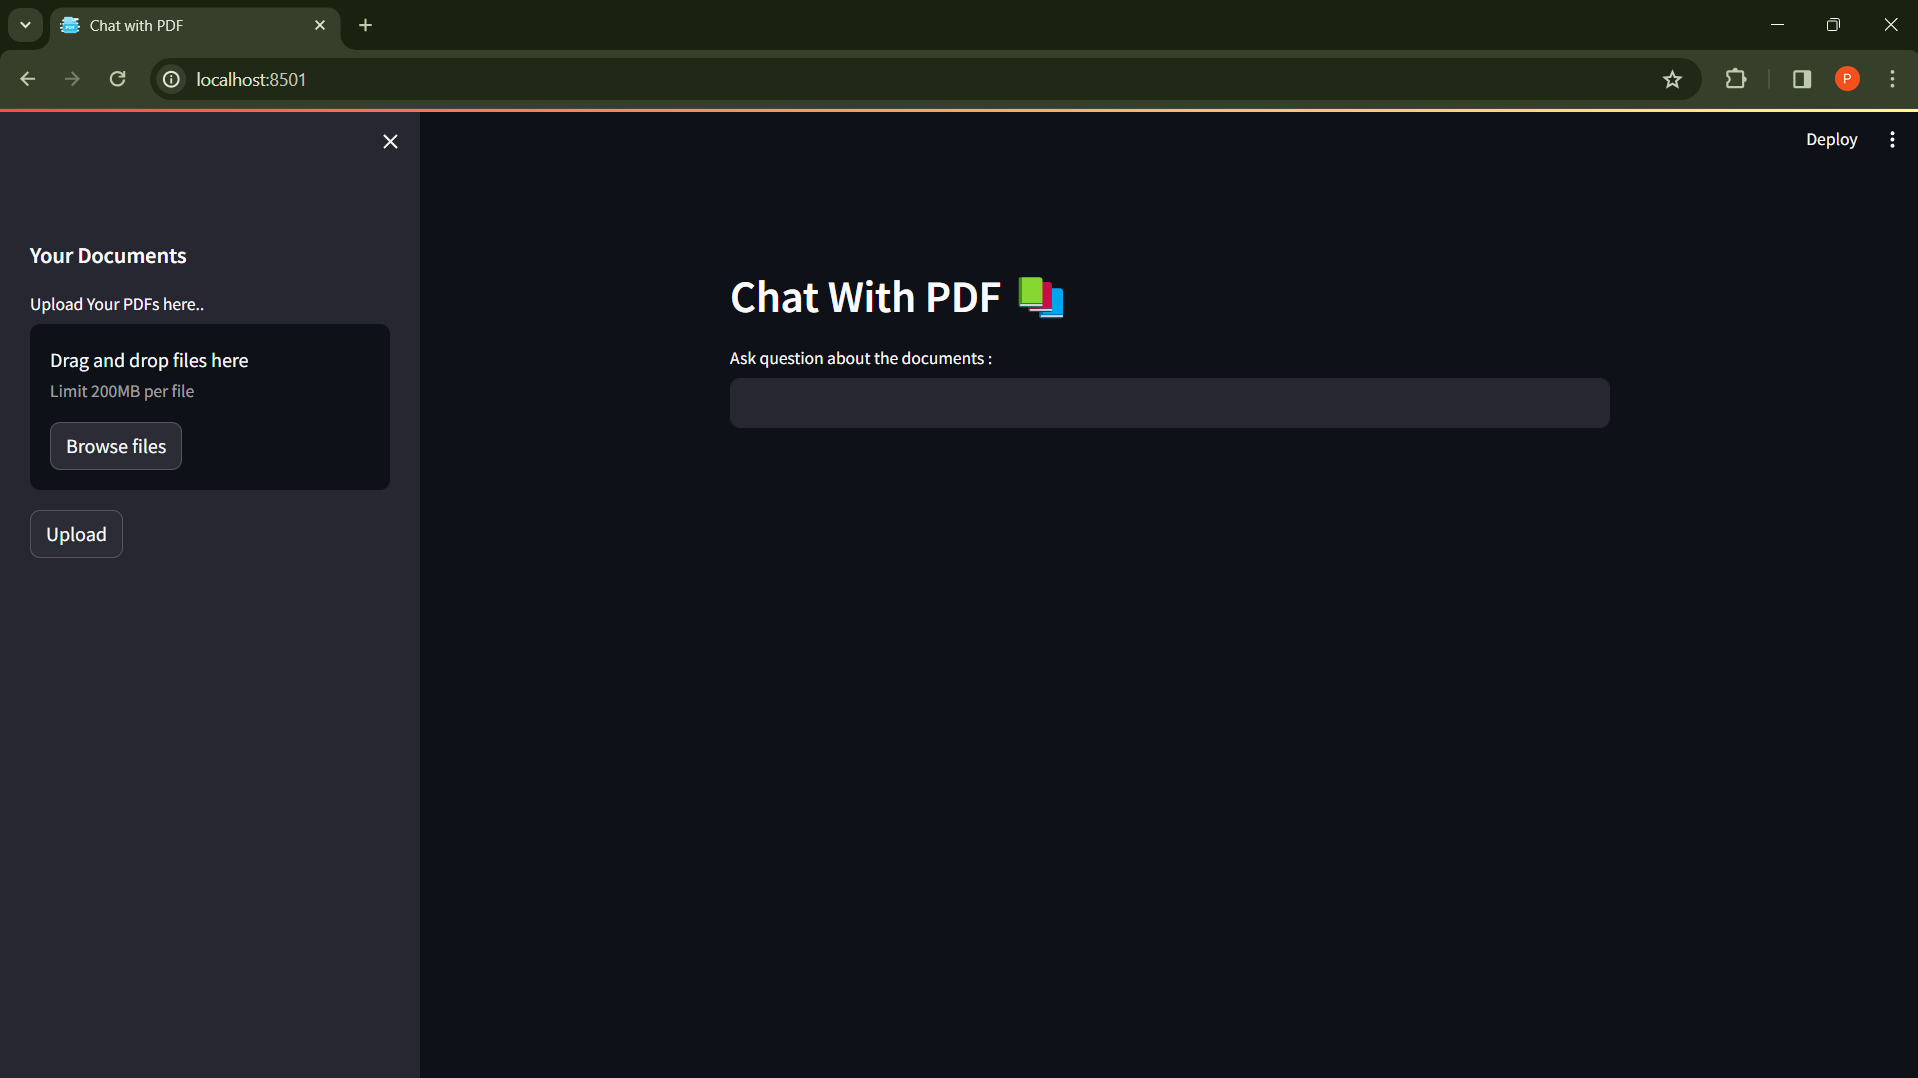 Chat with PDF
localhost:8501
P
Deploy
Your Documents
Upload Your PDFs here..
Drag and drop files here
Limit 200MB per file
Browse files
Upload
Chat With PDF
Ask question about the documents :